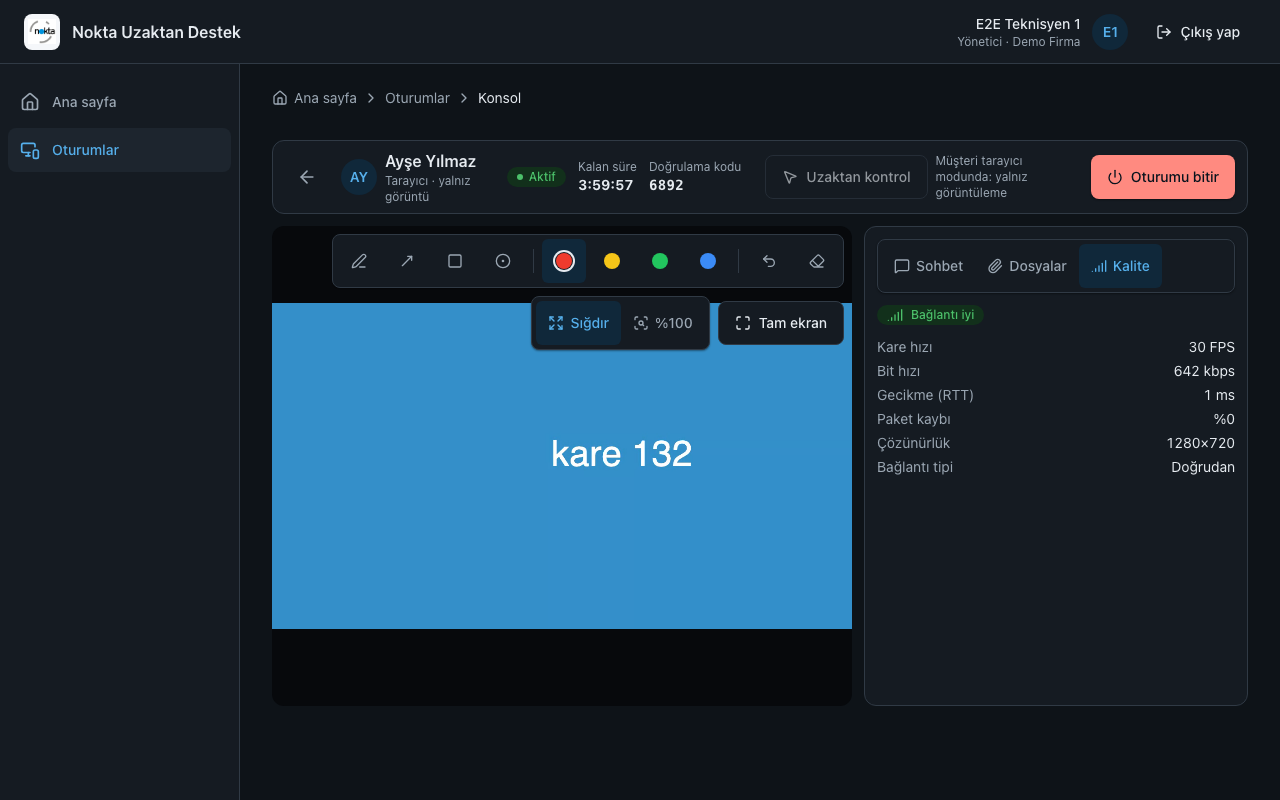 nokta
Nokta Uzaktan Destek
E2E Teknisyen 1
Yönetici · Demo Firma
E1
Çıkış yap
Ana sayfa
Oturumlar
Ana sayfa
Oturumlar
Konsol
AY
Ayşe Yılmaz
Tarayıcı · yalnız
görüntü
Aktif
Kalan süre
3:59:57
Doğrulama kodu
6892
Uzaktan kontrol
Müşteri tarayıcı
modunda: yalnız
görüntüleme
Oturumu bitir
Sığdır
%100
Tam ekran
kare 132
Sohbet
Dosyalar
Kalite
Bağlantı iyi
Kare hızı
30 FPS
Bit hızı
642 kbps
Gecikme (RTT)
1 ms
Paket kaybı
%0
Çözünürlük
1280×720
Bağlantı tipi
Doğrudan